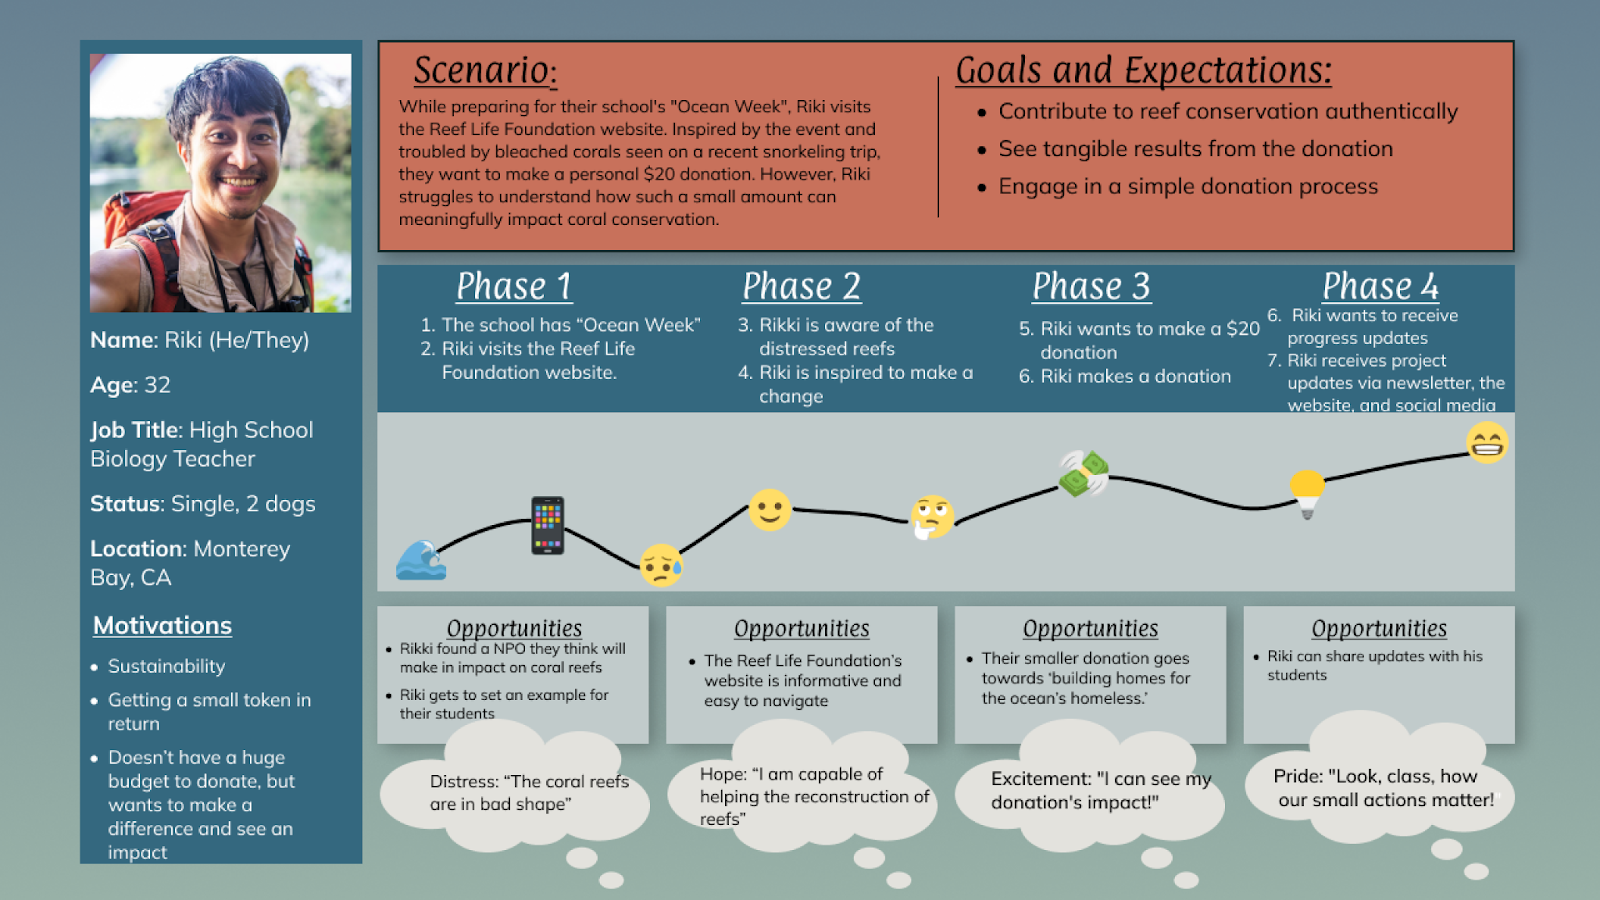 Name: Riki (He/They)
Age: 32
Job Title: High School
Biology Teacher
Status: Single, 2 dogs
Location: Monterey
Bay, CA
Motivations
• Sustainability
• Getting a small token in
return
• Doesn't have a huge
budget to donate, but
wants to make a
difference and see an
impact
Scenario:
While preparing for their school's "Ocean Week", Riki visits
the Reef Life Foundation website. Inspired by the event and
troubled by bleached corals seen on a recent snorkeling trip,
they want to make a personal $20 donation. However, Riki
struggles to understand how such a small amount can
meaningfully impact coral conservation.
Goals and Expectations:
• Contribute to reef conservation authentically
• See tangible results from the donation
• Engage in a simple donation process
Phase 1
1. The school has “Ocean Week”
2. Riki visits the Reef Life
Foundation website.
Phase 2
3. Rikki is aware of the
distressed reefs
4. Riki is inspired to make a
change
Phase 3
5. Riki wants to make a $20
donation
6. Riki makes a donation
Phase 4
6. Riki wants to receive
progress updates
7. Riki receives project
updates via newsletter, the
website, and social media
Opportunities
• Rikki found a NPO they think will
make in impact on coral reefs
• Riki gets to set an example for
their students
Distress: “The coral reefs
are in bad shape”
Opportunities
• The Reef Life Foundation’s
website is informative and
easy to navigate
Hope: “I am capable of
helping the reconstruction of
reefs”
Opportunities
• Their smaller donation goes
towards ‘building homes for
the ocean’s homeless.’
Excitement: "I can see my
donation's impact!"
Opportunities
• Riki can share updates with his
students
Pride: "Look, class, how
our small actions matter!"